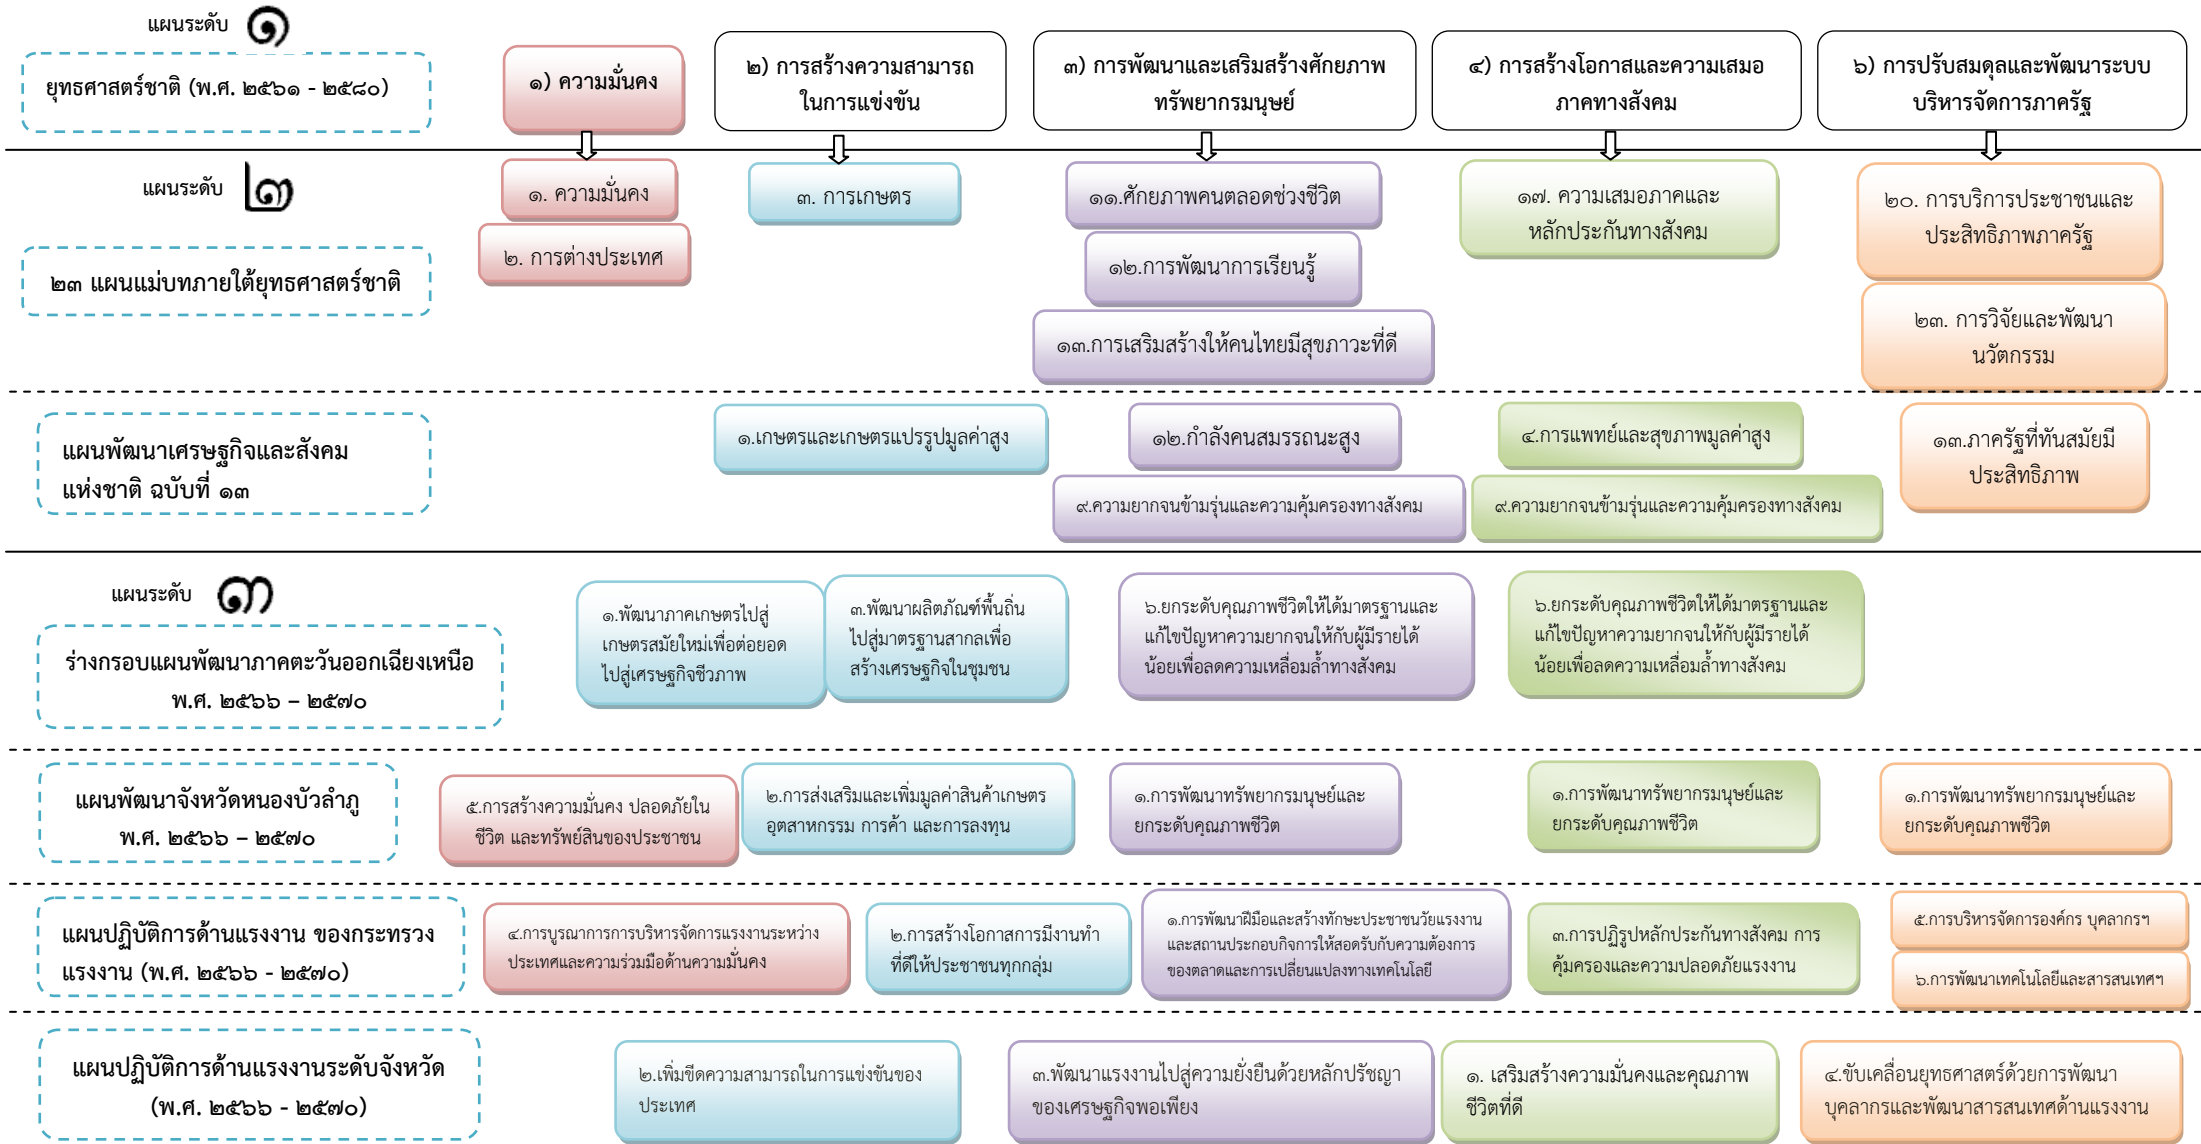 แผนระดับ ๑
ยุทธศาสตร์ชาติ (พ.ศ. ๒๕๖๑ - ๒๕๘๐)
๑) ความมั่นคง
๒) การสร้างความสามารถ
ในการแข่งขัน
๓) การพัฒนาและเสริมสร้างศักยภาพ
ทรัพยากรมนุษย์
๔) การสร้างโอกาสและความเสมอ
ภาคทางสังคม
๖) การปรับสมดุลและพัฒนาระบบ
บริหารจัดการภาครัฐ
แผนระดับ ๒
๒๓ แผนแม่บทภายใต้ยุทธศาสตร์ชาติ
๑. ความมั่นคง
๒. การต่างประเทศ
๓. การเกษตร
๑๑.ศักยภาพคนตลอดช่วงชีวิต
๑๒.การพัฒนาการเรียนรู้
๑๓.การเสริมสร้างให้คนไทยมีสุขภาวะที่ดี
๑๗. ความเสมอภาคและ
หลักประกันทางสังคม
๒๐. การบริการประชาชนและ
ประสิทธิภาพภาครัฐ
๒๓. การวิจัยและพัฒนา
นวัตกรรม
แผนพัฒนาเศรษฐกิจและสังคม
แห่งชาติ ฉบับที่ ๑๓
๑.เกษตรและเกษตรแปรรูปมูลค่าสูง
๑๒.กำลังคนสมรรถนะสูง
๙.ความยากจนข้ามรุ่นและความคุ้มครองทางสังคม
๔.การแพทย์และสุขภาพมูลค่าสูง
๙.ความยากจนข้ามรุ่นและความคุ้มครองทางสังคม
๑๓.ภาครัฐที่ทันสมัยมี
ประสิทธิภาพ
แผนระดับ ๓
ร่างกรอบแผนพัฒนาภาคตะวันออกเฉียงเหนือ
พ.ศ. ๒๕๖๖ – ๒๕๗๐
๑.พัฒนาภาคเกษตรไปสู่
เกษตรสมัยใหม่เพื่อต่อยอด
ไปสู่เศรษฐกิจชีวภาพ
๓.พัฒนาผลิตภัณฑ์พื้นถิ่น
ไปสู่มาตรฐานสากลเพื่อ
สร้างเศรษฐกิจในชุมชน
๖.ยกระดับคุณภาพชีวิตให้ได้มาตรฐานและ
แก้ไขปัญหาความยากจนให้กับผู้มีรายได้
น้อยเพื่อลดความเหลื่อมล้ำทางสังคม
๖.ยกระดับคุณภาพชีวิตให้ได้มาตรฐานและ
แก้ไขปัญหาความยากจนให้กับผู้มีรายได้
น้อยเพื่อลดความเหลื่อมล้ำทางสังคม
แผนพัฒนาจังหวัดหนองบัวลำภู
พ.ศ. ๒๕๖๖ – ๒๕๗๐
๕.การสร้างความมั่นคง ปลอดภัยใน
ชีวิต และทรัพย์สินของประชาชน
๒.การส่งเสริมและเพิ่มมูลค่าสินค้าเกษตร
อุตสาหกรรม การค้า และการลงทุน
๑.การพัฒนาทรัพยากรมนุษย์และ
ยกระดับคุณภาพชีวิต
๑.การพัฒนาทรัพยากรมนุษย์และ
ยกระดับคุณภาพชีวิต
๑.การพัฒนาทรัพยากรมนุษย์และ
ยกระดับคุณภาพชีวิต
แผนปฏิบัติการด้านแรงงาน ของกระทรวง
แรงงาน (พ.ศ. ๒๕๖๖ - ๒๕๗๐)
๔.การบูรณาการการบริหารจัดการแรงงานระหว่าง
ประเทศและความร่วมมือด้านความมั่นคง
๒.การสร้างโอกาสการมีงานทำ
ที่ดีให้ประชาชนทุกกลุ่ม
๑.การพัฒนาฝีมือและสร้างทักษะประชาชนวัยแรงงาน
และสถานประกอบกิจการให้สอดรับกับความต้องการ
ของตลาดและการเปลี่ยนแปลงทางเทคโนโลยี
๓.การปฏิรูปหลักประกันทางสังคม การ
คุ้มครองและความปลอดภัยแรงงาน
๕.การบริหารจัดการองค์กร บุคลากรฯ
๖.การพัฒนาเทคโนโลยีและสารสนเทศฯ
แผนปฏิบัติการด้านแรงงานระดับจังหวัด
(พ.ศ. ๒๕๖๖ - ๒๕๗๐)
๒.เพิ่มขีดความสามารถในการแข่งขันของ
ประเทศ
๓.พัฒนาแรงงานไปสู่ความยั่งยืนด้วยหลักปรัชญา
ของเศรษฐกิจพอเพียง
๑. เสริมสร้างความมั่นคงและคุณภาพ
ชีวิตที่ดี
๔.ขับเคลื่อนยุทธศาสตร์ด้วยการพัฒนา
บุคลากรและพัฒนาสารสนเทศด้านแรงงาน